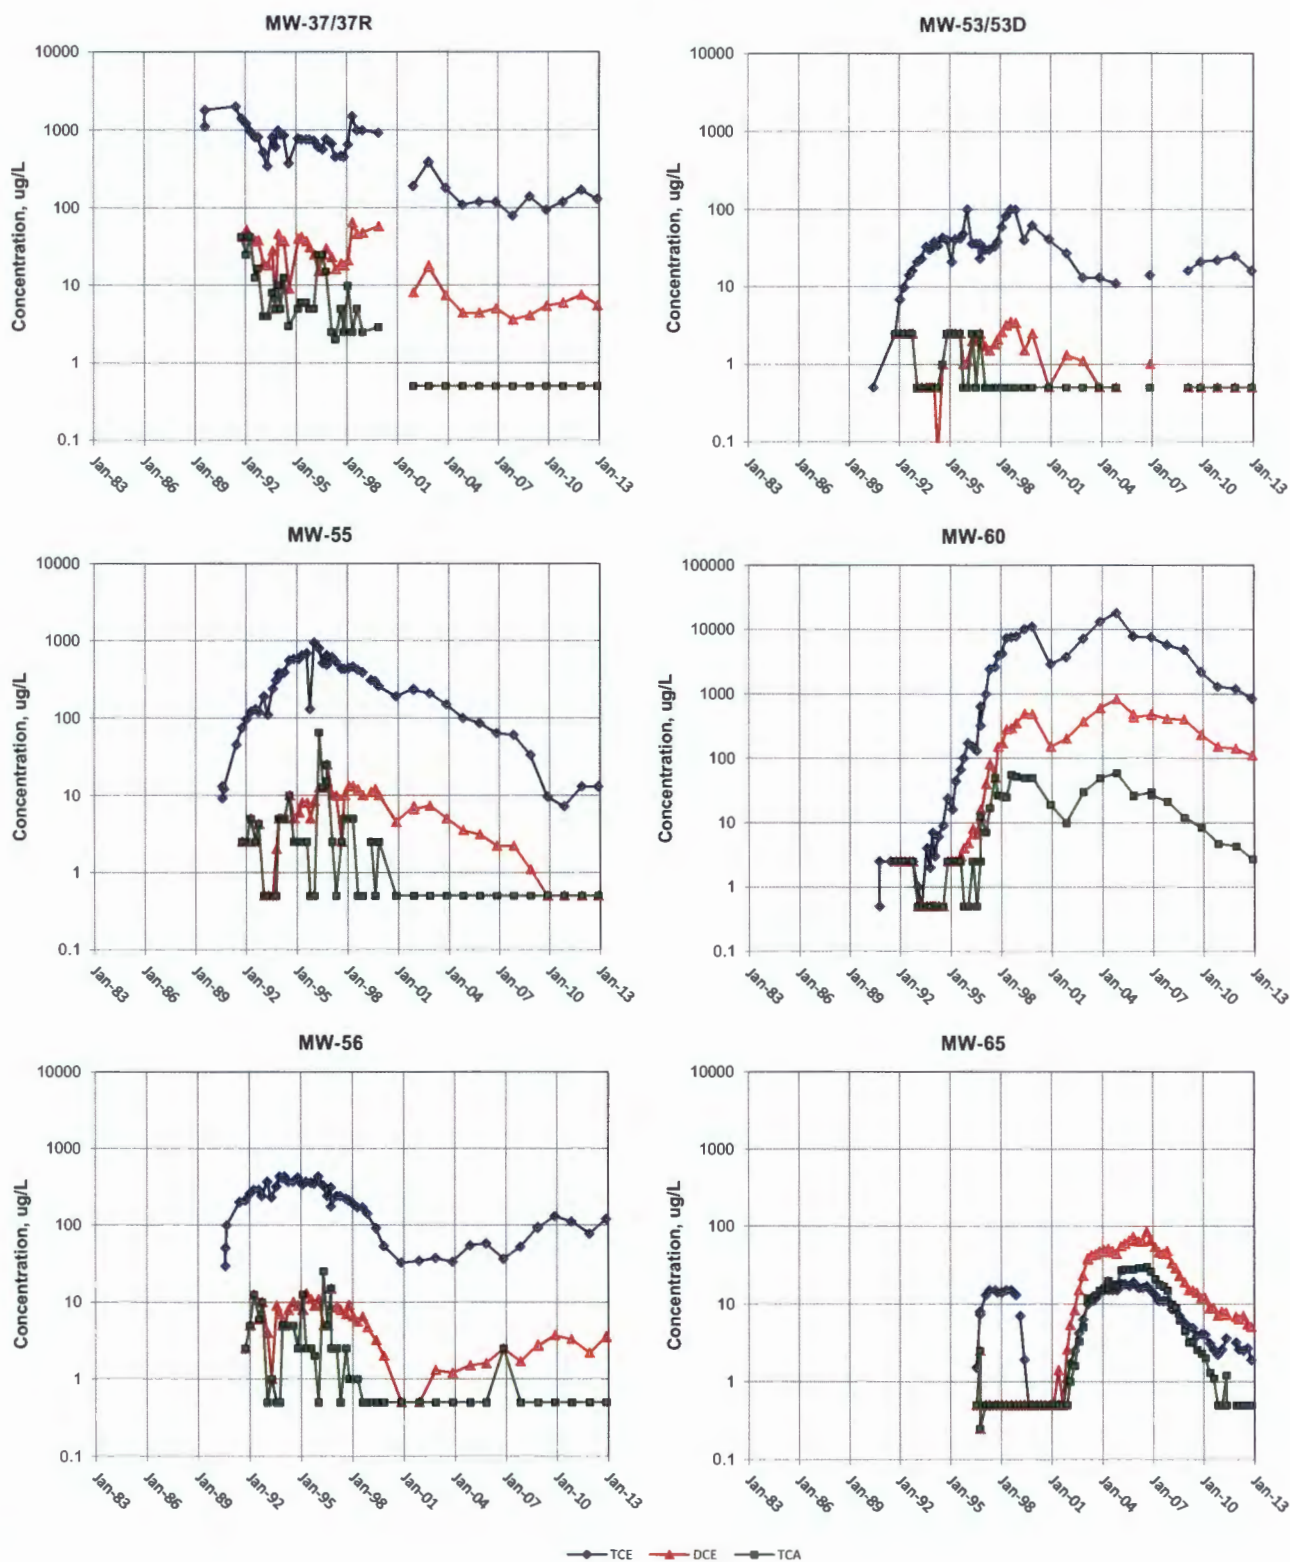 MW-37/37R
Concentration, ug/L
10000
1000
100
10
1
0.1
Jan-83 Jan-86 Jan-89 Jan-92 Jan-95 Jan-98 Jan-01 Jan-04 Jan-07 Jan-10 Jan-13
MW-53/53D
Concentration, ug/L
10000
1000
100
10
1
0.1
Jan-83 Jan-86 Jan-89 Jan-92 Jan-95 Jan-98 Jan-01 Jan-04 Jan-07 Jan-10 Jan-13
MW-55
Concentration, ug/L
10000
1000
100
10
1
0.1
Jan-83 Jan-86 Jan-89 Jan-92 Jan-95 Jan-98 Jan-01 Jan-04 Jan-07 Jan-10 Jan-13
MW-60
Concentration, ug/L
100000
10000
1000
100
10
1
0.1
Jan-83 Jan-86 Jan-89 Jan-92 Jan-95 Jan-98 Jan-01 Jan-04 Jan-07 Jan-10 Jan-13
MW-56
Concentration, ug/L
10000
1000
100
10
1
0.1
Jan-83 Jan-86 Jan-89 Jan-92 Jan-95 Jan-98 Jan-01 Jan-04 Jan-07 Jan-10 Jan-13
MW-65
Concentration, ug/L
10000
1000
100
10
1
0.1
Jan-83 Jan-86 Jan-89 Jan-92 Jan-95 Jan-98 Jan-01 Jan-04 Jan-07 Jan-10 Jan-13
TCE DCE TCA